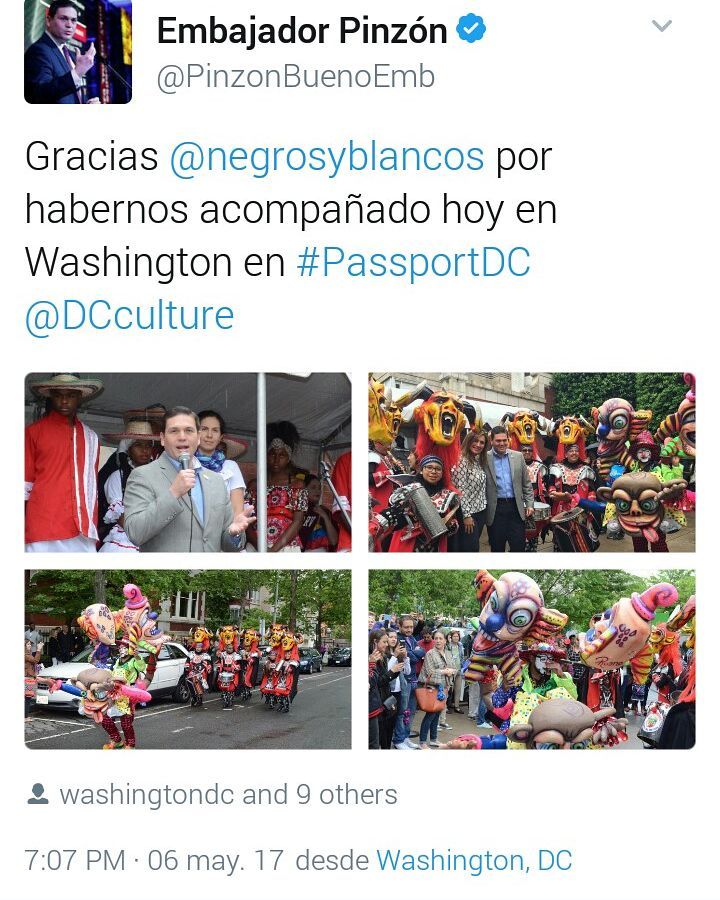 Embajador Pinzón
@PinzonBuenoEmb
Gracias @negrosyblancos por
habernos acompañado hoy en
Washington en #PassportDC
@DCculture
washingtondc and 9 others
7:07 PM · 06 may. 17 desde Washington, DC